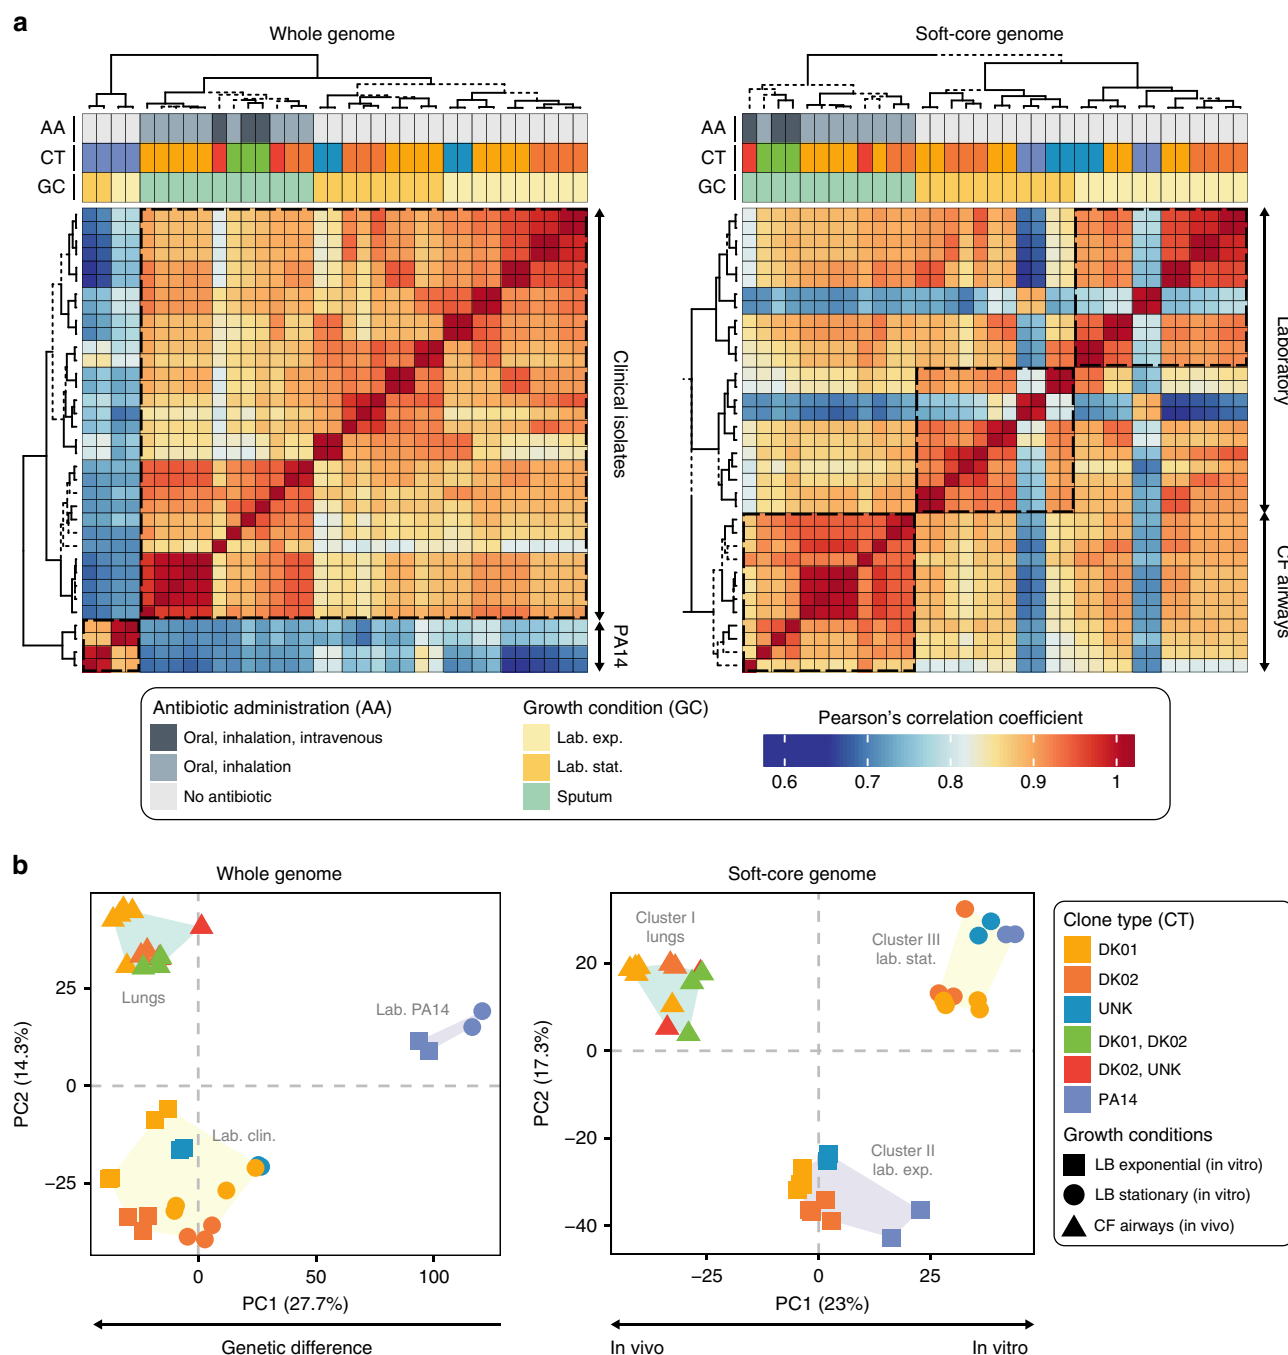 a
Whole genome
Soft-core genome
AA
CT
GC
AA
CT
GC
Clinical isolates
PA14
Laboratory
CF airways
Antibiotic administration (AA)
Oral, inhalation, intravenous
Oral, inhalation
No antibiotic
Growth condition (GC)
Lab. exp.
Lab. stat.
Sputum
Pearson's correlation coefficient
0.6
0.7
0.8
0.9
1
b
Whole genome
Lungs
Lab. PA14
Lab. clin.
25
0
−25
PC2 (14.3%)
0
50
100
PC1 (27.7%)
Genetic difference
Soft-core genome
Cluster I
lungs
Cluster III
lab. stat.
Cluster II
lab. exp.
20
0
−20
−40
PC2 (17.3%)
−25
0
25
PC1 (23%)
In vivo
In vitro
Clone type (CT)
DK01
DK02
UNK
DK01, DK02
DK02, UNK
PA14
Growth conditions
LB exponential (in vitro)
LB stationary (in vitro)
CF airways (in vivo)